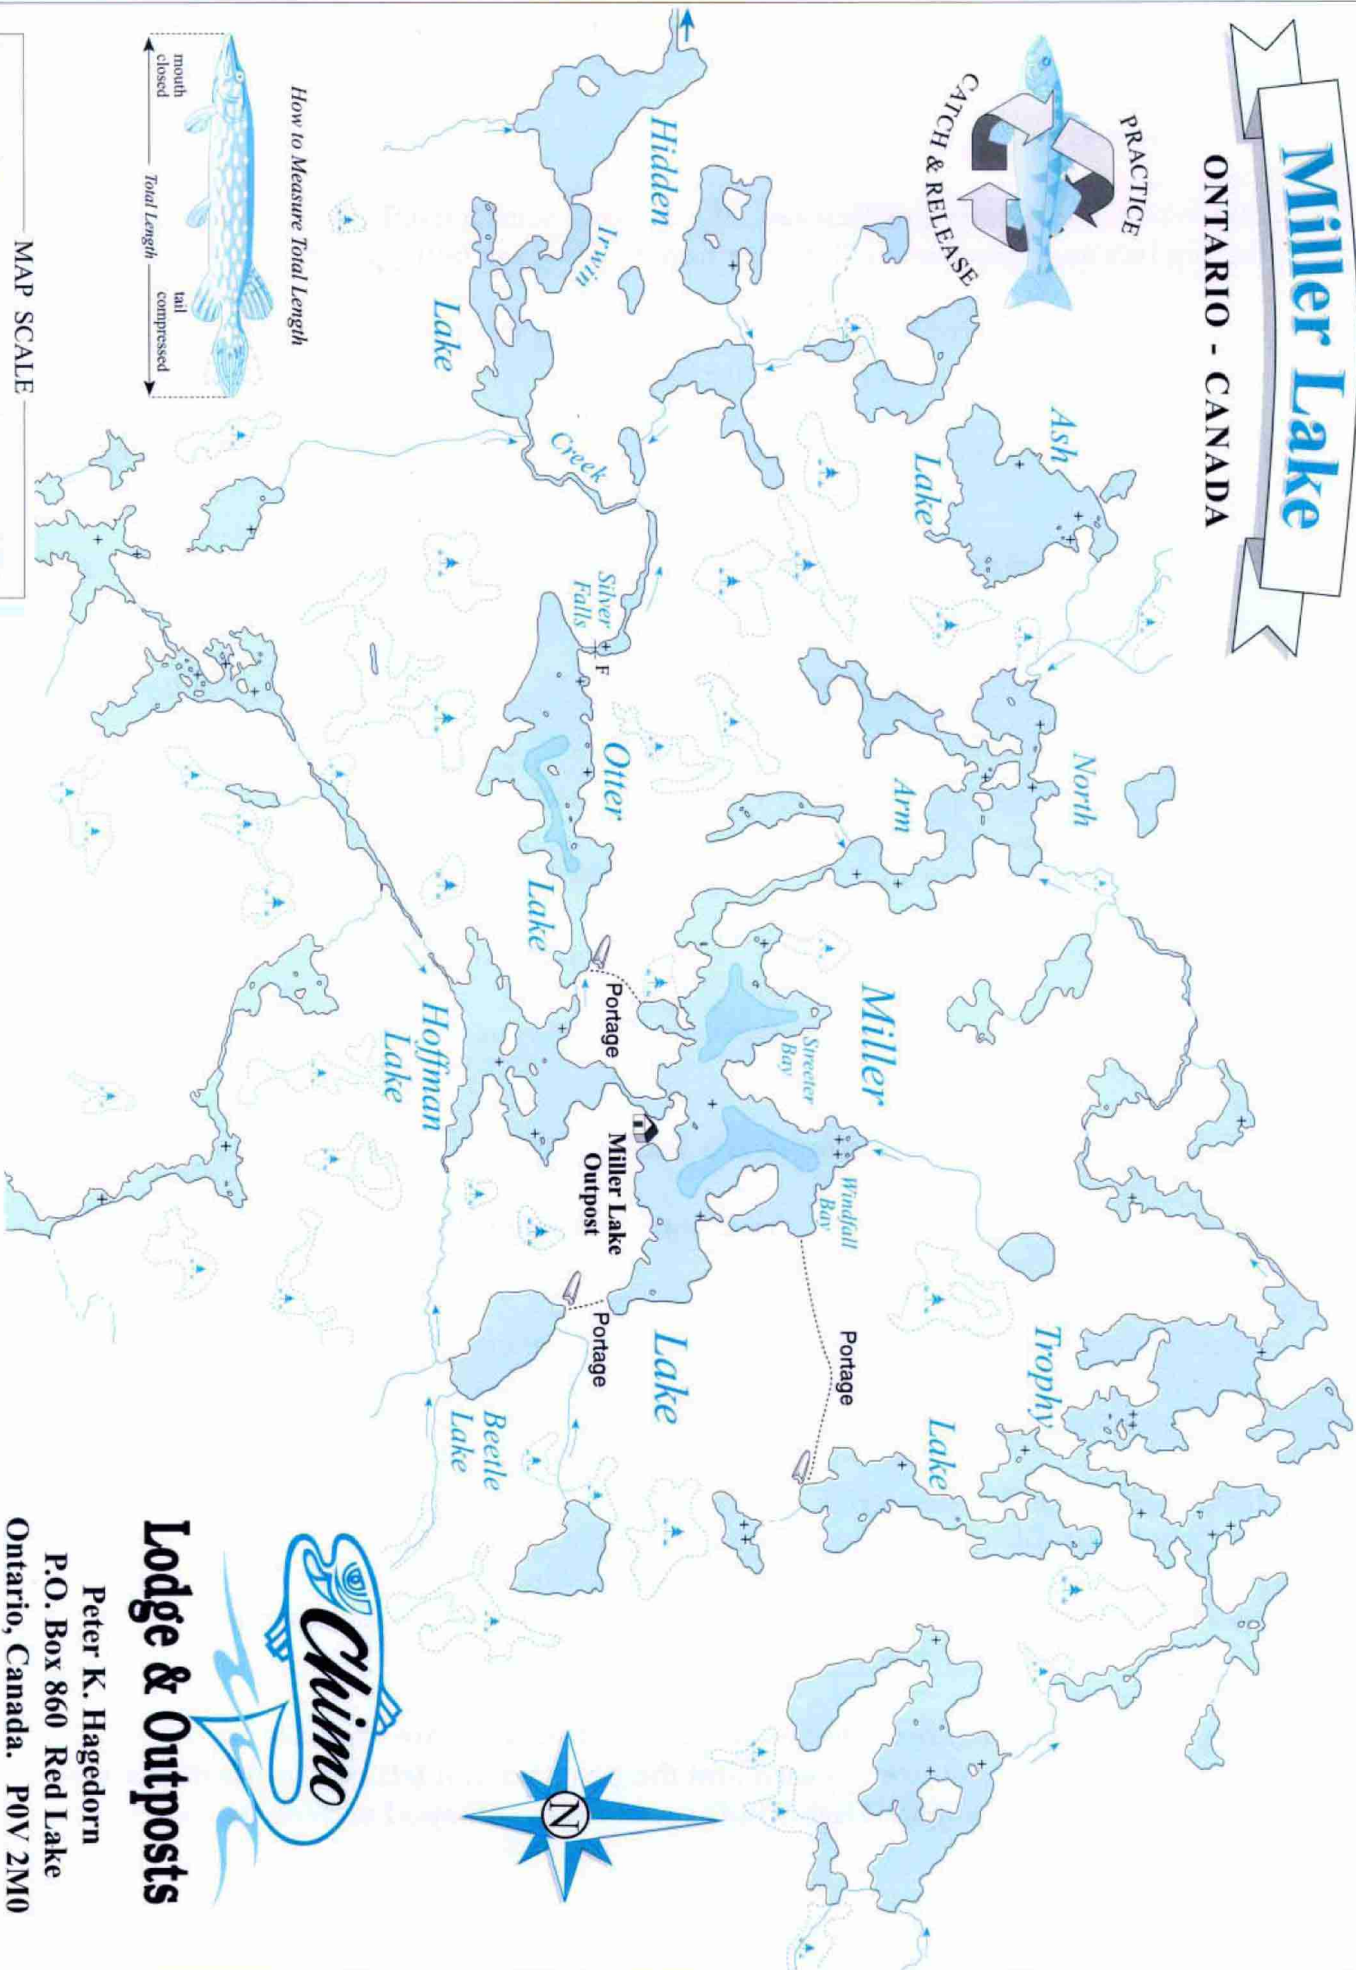 Miller Lake
ONTARIO - CANADA
PRACTICE
CATCH & RELEASE
How to Measure Total Length
mouth
closed
Total Length
tail
compressed
MAP SCALE
Hidden
Lake
Irwin
Creek
Ash
Lake
Silver
Falls
F
Otter
Lake
North
Arm
Miller
Lake
Streeter
Bay
Windfall
Bay
Portage
Miller Lake
Outpost
Hoffman
Lake
Portage
Portage
Beetle
Lake
Trophy
Lake
N
Chimo
Lodge & Outposts
Peter K. Hagedorn
P.O. Box 860 Red Lake
Ontario, Canada. P0V 2M0